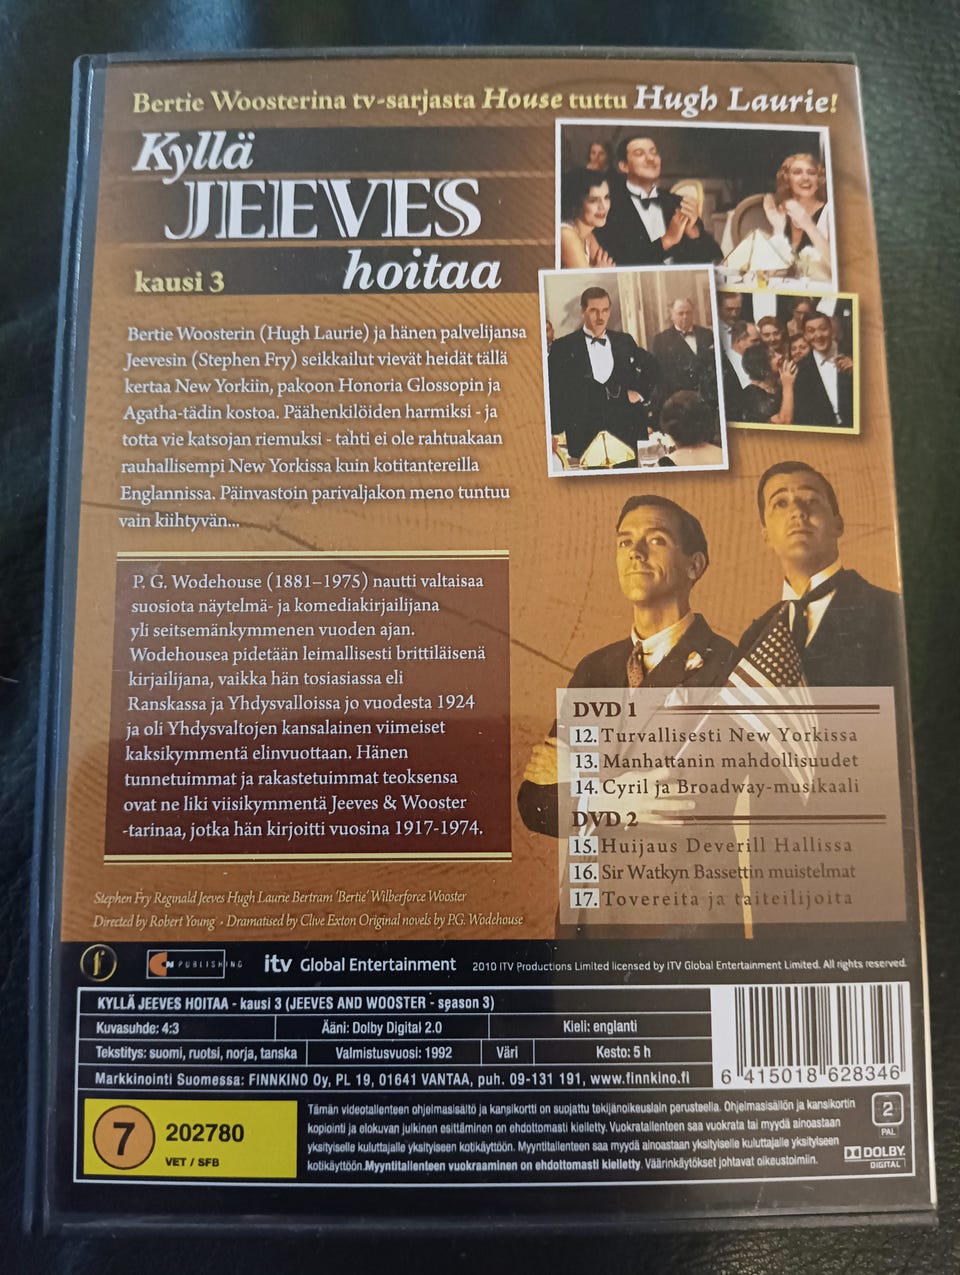 Bertie Woosterina tv-sarjasta House tuttu Hugh Laurie!
Kyllä
JEEVES
hoitaa
kausi 3
Bertie Woosterin (Hugh Laurie) ja hänen palvelijansa
Jeevesin (Stephen Fry) seikkailut vievät heidät tällä
kertaa New Yorkiin, pakoon Honoria Glossopin ja
Agatha-tädin kostoa. Päähenkilöiden harmiksi - ja
totta vie katsojan riemuksi - tahti ei ole rahtuakaan
rauhallisempi New Yorkissa kuin kotitantereilla
Englannissa. Päinvastoin parivaljakon meno tuntuu
vain kiihtyvän...
P. G. Wodehouse (1881–1975) nautti valtaisaa
suosiota näytelmä- ja komediakirjailijana
yli seitsemänkymmenen vuoden ajan.
Wodehousea pidetään leimallisesti brittiläisenä
kirjailijana, vaikka hän tosiasiassa eli
Ranskassa ja Yhdysvalloissa jo vuodesta 1924
ja oli Yhdysvaltojen kansalainen viimeiset
kaksikymmentä elinvuottaan. Hänen
tunnetuimmat ja rakastetuimmat teoksensa
ovat ne liki viisikymmentä Jeeves & Wooster
-tarinaa, jotka hän kirjoitti vuosina 1917-1974.
DVD 1
12. Turvallisesti New Yorkissa
13. Manhattanin mahdollisuudet
14. Cyril ja Broadway-musikaali
DVD 2
15. Huijaus Deverill Hallissa
16. Sir Watkyn Bassettin muistelmat
17. Tovereita ja taiteilijoita
Stephen Fry Reginald Jeeves Hugh Laurie Bertram 'Bertie' Wilberforce Wooster
Directed by Robert Young - Dramatised by Clive Exton Original novels by P.G. Wodehouse
f
ON PUBLISHING
itv Global Entertainment
2010 ITV Productions Limited licensed by ITV Global Entertainment Limited. All rights reserved.
KYLLÄ JEEVES HOITAA - kausi 3 (JEEVES AND WOOSTER - season 3)
Kuvasuhde: 4:3 Ääni: Dolby Digital 2.0 Kieli: englanti
Tekstitys: suomi, ruotsi, norja, tanska Valmistusvuosi: 1992 Väri Kesto: 5 h
Markkinointi Suomessa: FINNKINO Oy, PL 19, 01641 VANTAA, puh. 09-131 191, www.finnkino.fi
6 415018 628346
7
202780
VET / SFB
Tämän videotallenteen ohjelmasisältö ja kansikortti on suojattu tekijänoikeuslain perusteella. Ohjelmasisällön ja kansikortin
kopiointi ja elokuvan julkinen esittäminen on ehdottomasti kielletty. Vuokratallenteen saa vuokrata tai myydä ainoastaan
yksityiselle kuluttajalle yksityiseen kotikäyttöön. Myyntitallenteen saa myydä ainoastaan yksityiselle kuluttajalle yksityiseen
kotikäyttöön. Myyntitallenteen vuokraaminen on ehdottomasti kielletty. Väärinkäytökset johtavat oikeustoimiin.
2
PAL
DOLBY
DIGITAL